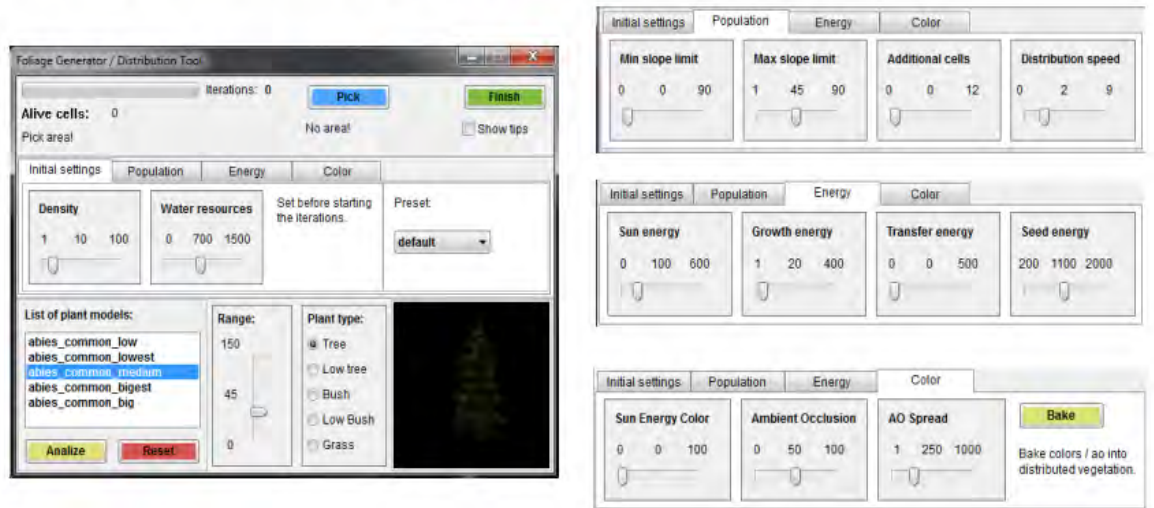 Foliage Generator / Distribution Tool
Iterations: 0
Pick
Finish
Alive cells: 0
Pick area!
No area!
Show tips
Initial settings Population Energy Color
Density
1 10 100
Water resources
0 700 1500
Set before starting
the iterations.
Preset:
default
List of plant models:
abies_common_low
abies_common_lowest
abies_common_medium
abies_common_bigest
abies_common_big
Analize
Reset
Range:
150
45
0
Plant type:
Tree
Low tree
Bush
Low Bush
Grass
Initial settings Population Energy Color
Min slope limit
0 0 90
Max slope limit
1 45 90
Additional cells
0 0 12
Distribution speed
0 2 9
Initial settings Population Energy Color
Sun energy
0 100 600
Growth energy
1 20 400
Transfer energy
0 0 500
Seed energy
200 1100 2000
Initial settings Population Energy Color
Sun Energy Color
0 0 100
Ambient Occlusion
0 50 100
AO Spread
1 250 1000
Bake
Bake colors / ao into
distributed vegetation.